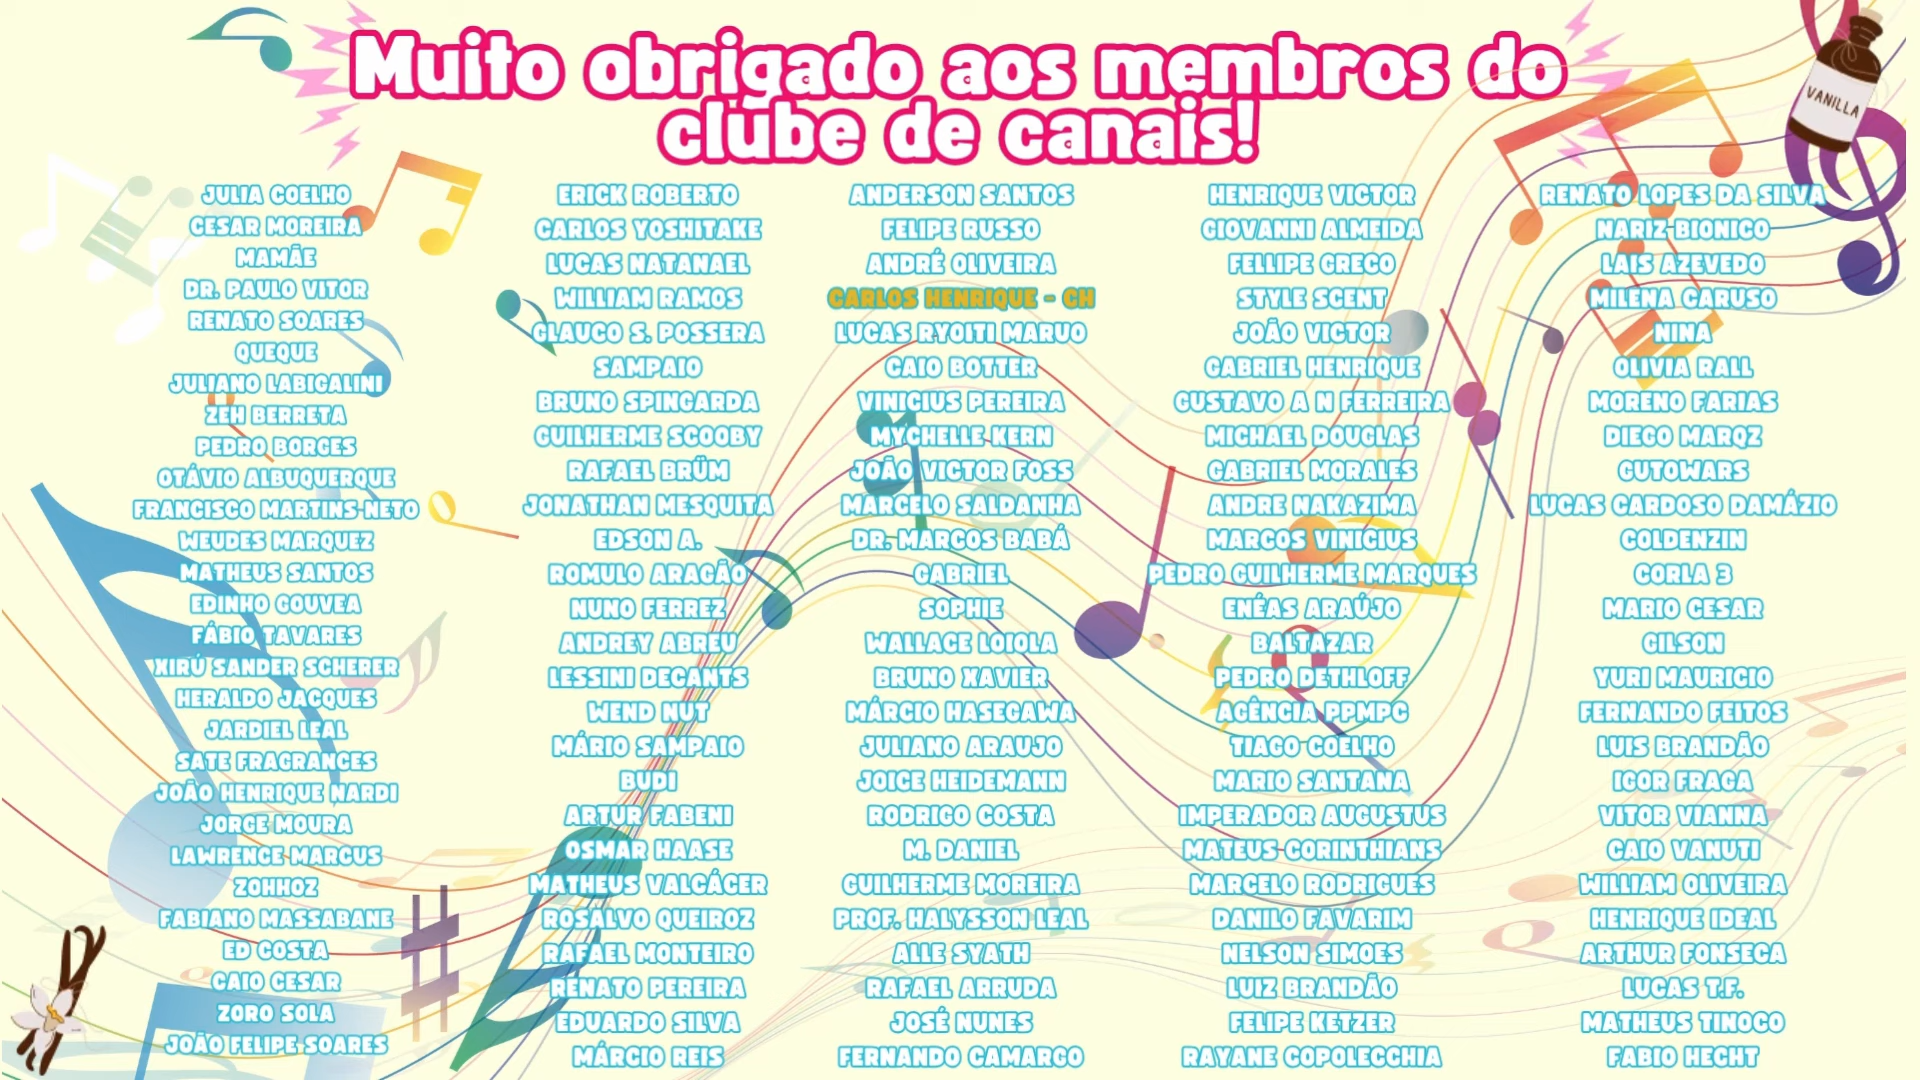 Muito obrigado aos membros do
clube de canais!
VANILLA
JULIA COELHO
CESAR MOREIRA
MAMÃE
DR. PAULO VITOR
RENATO SOARES
QUEQUE
JULIANO LABIGALINI
ZEH BERRETA
PEDRO BORGES
OTÁVIO ALBUQUERQUE
FRANCISCO MARTINS NETO
WEUDES MARQUEZ
MATHEUS SANTOS
EDINHO GOUVEA
FÁBIO TAVARES
XIRÚ SANDER SCHERER
HERALDO JACQUES
JARDIEL LEAL
SATE FRAGRANCES
JOÃO HENRIQUE NARDI
JORGE MOURA
LAWRENCE MARCUS
ZOHHOZ
FABIANO MASSABANE
ED COSTA
CAIO CESAR
ZORO SOLA
JOÃO FELIPE SOARES
ERICK ROBERTO
CARLOS YOSHITAKE
LUCAS NATANAEL
WILLIAM RAMOS
GLAUCO S. POSSERA
SAMPAIO
BRUNO SPINGARDA
GUILHERME SCOOBY
RAFAEL BRÜM
JONATHAN MESQUITA
EDSON A.
ROMULO ARAGÃO
NUNO FERREZ
ANDREY ABREU
LESSINI DECANTS
WEND NUT
MÁRIO SAMPAIO
BUDI
ARTUR FABENI
OSMAR HAASE
MATHEUS VALCÁCER
ROSALVO QUEIROZ
RAFAEL MONTEIRO
RENATO PEREIRA
EDUARDO SILVA
MÁRCIO REIS
ANDERSON SANTOS
FELIPE RUSSO
ANDRÉ OLIVEIRA
CARLOS HENRIQUE - CH
LUCAS RYOITI MARUO
CAIO BOTTER
VINICIUS PEREIRA
MYCHELLE KERN
JOÃO VICTOR FOSS
MARCELO SALDANHA
DR. MARCOS BABÁ
GABRIEL
SOPHIE
WALLACE LOIOLA
BRUNO XAVIER
MÁRCIO HASEGAWA
JULIANO ARAUJO
JOICE HEIDEMANN
RODRIGO COSTA
M. DANIEL
GUILHERME MOREIRA
PROF. HALYSSON LEAL
ALLE SYATH
RAFAEL ARRUDA
JOSÉ NUNES
FERNANDO CAMARGO
HENRIQUE VICTOR
GIOVANNI ALMEIDA
FELLIPE GRECO
STYLE SCENT
JOÃO VICTOR
GABRIEL HENRIQUE
GUSTAVO A N FERREIRA
MICHAEL DOUGLAS
GABRIEL MORALES
ANDRE NAKAZIMA
MARCOS VINICIUS
PEDRO GUILHERME MARQUES
ENÉAS ARAÚJO
BALTAZAR
PEDRO DETHLOFF
AGÊNCIA PPMPG
TIAGO COELHO
MARIO SANTANA
IMPERADOR AUGUSTUS
MATEUS CORINTHIANS
MARCELO RODRIGUES
DANILO FAVARIM
NELSON SIMOES
LUIZ BRANDÃO
FELIPE KETZER
RAYANE COPOLECCHIA
RENATO LOPES DA SILVA
NARIZ BIONICO
LAIS AZEVEDO
MILENA CARUSO
NINA
OLIVIA RALL
MORENO FARIAS
DIEGO MARQZ
GUTOWARS
LUCAS CARDOSO DAMÁZIO
GOLDENZIN
CORLA 3
MARIO CESAR
GILSON
YURI MAURICIO
FERNANDO FEITOS
LUIS BRANDÃO
IGOR FRAGA
VITOR VIANNA
CAIO VANUTI
WILLIAM OLIVEIRA
HENRIQUE IDEAL
ARTHUR FONSECA
LUCAS T.F.
MATHEUS TINOCO
FABIO HECHT